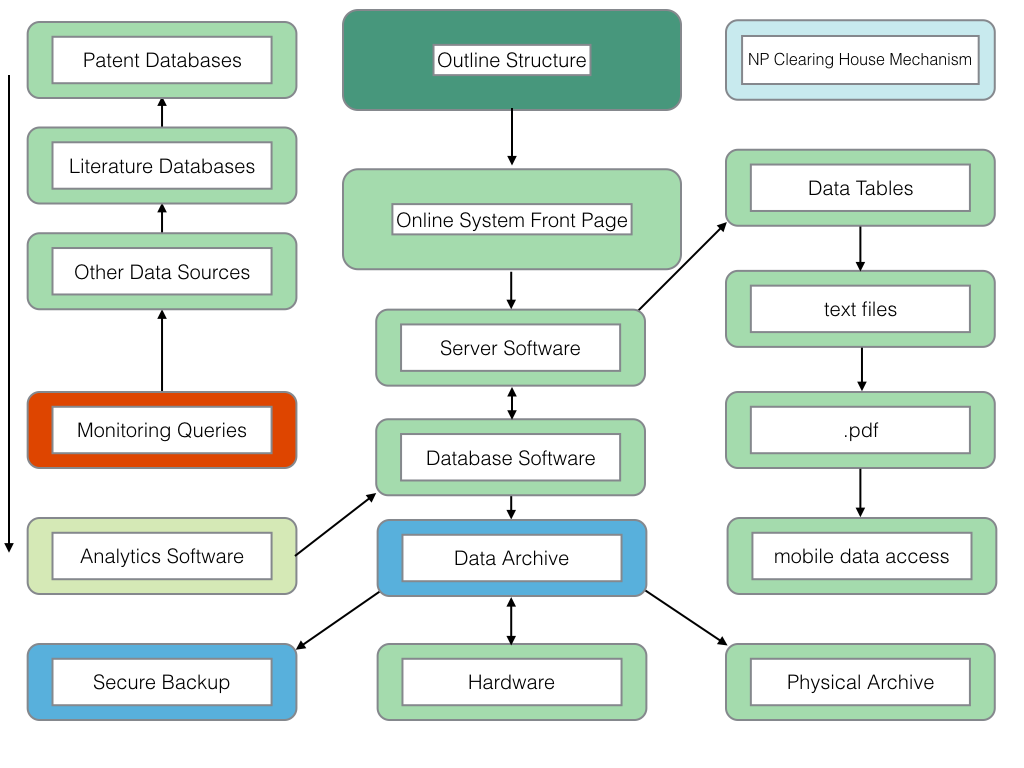 Patent Databases
Literature Databases
Other Data Sources
Monitoring Queries
Analytics Software
Secure Backup
Outline Structure
Online System Front Page
Server Software
Database Software
Data Archive
Hardware
NP Clearing House Mechanism
Data Tables
text files
.pdf
mobile data access
Physical Archive